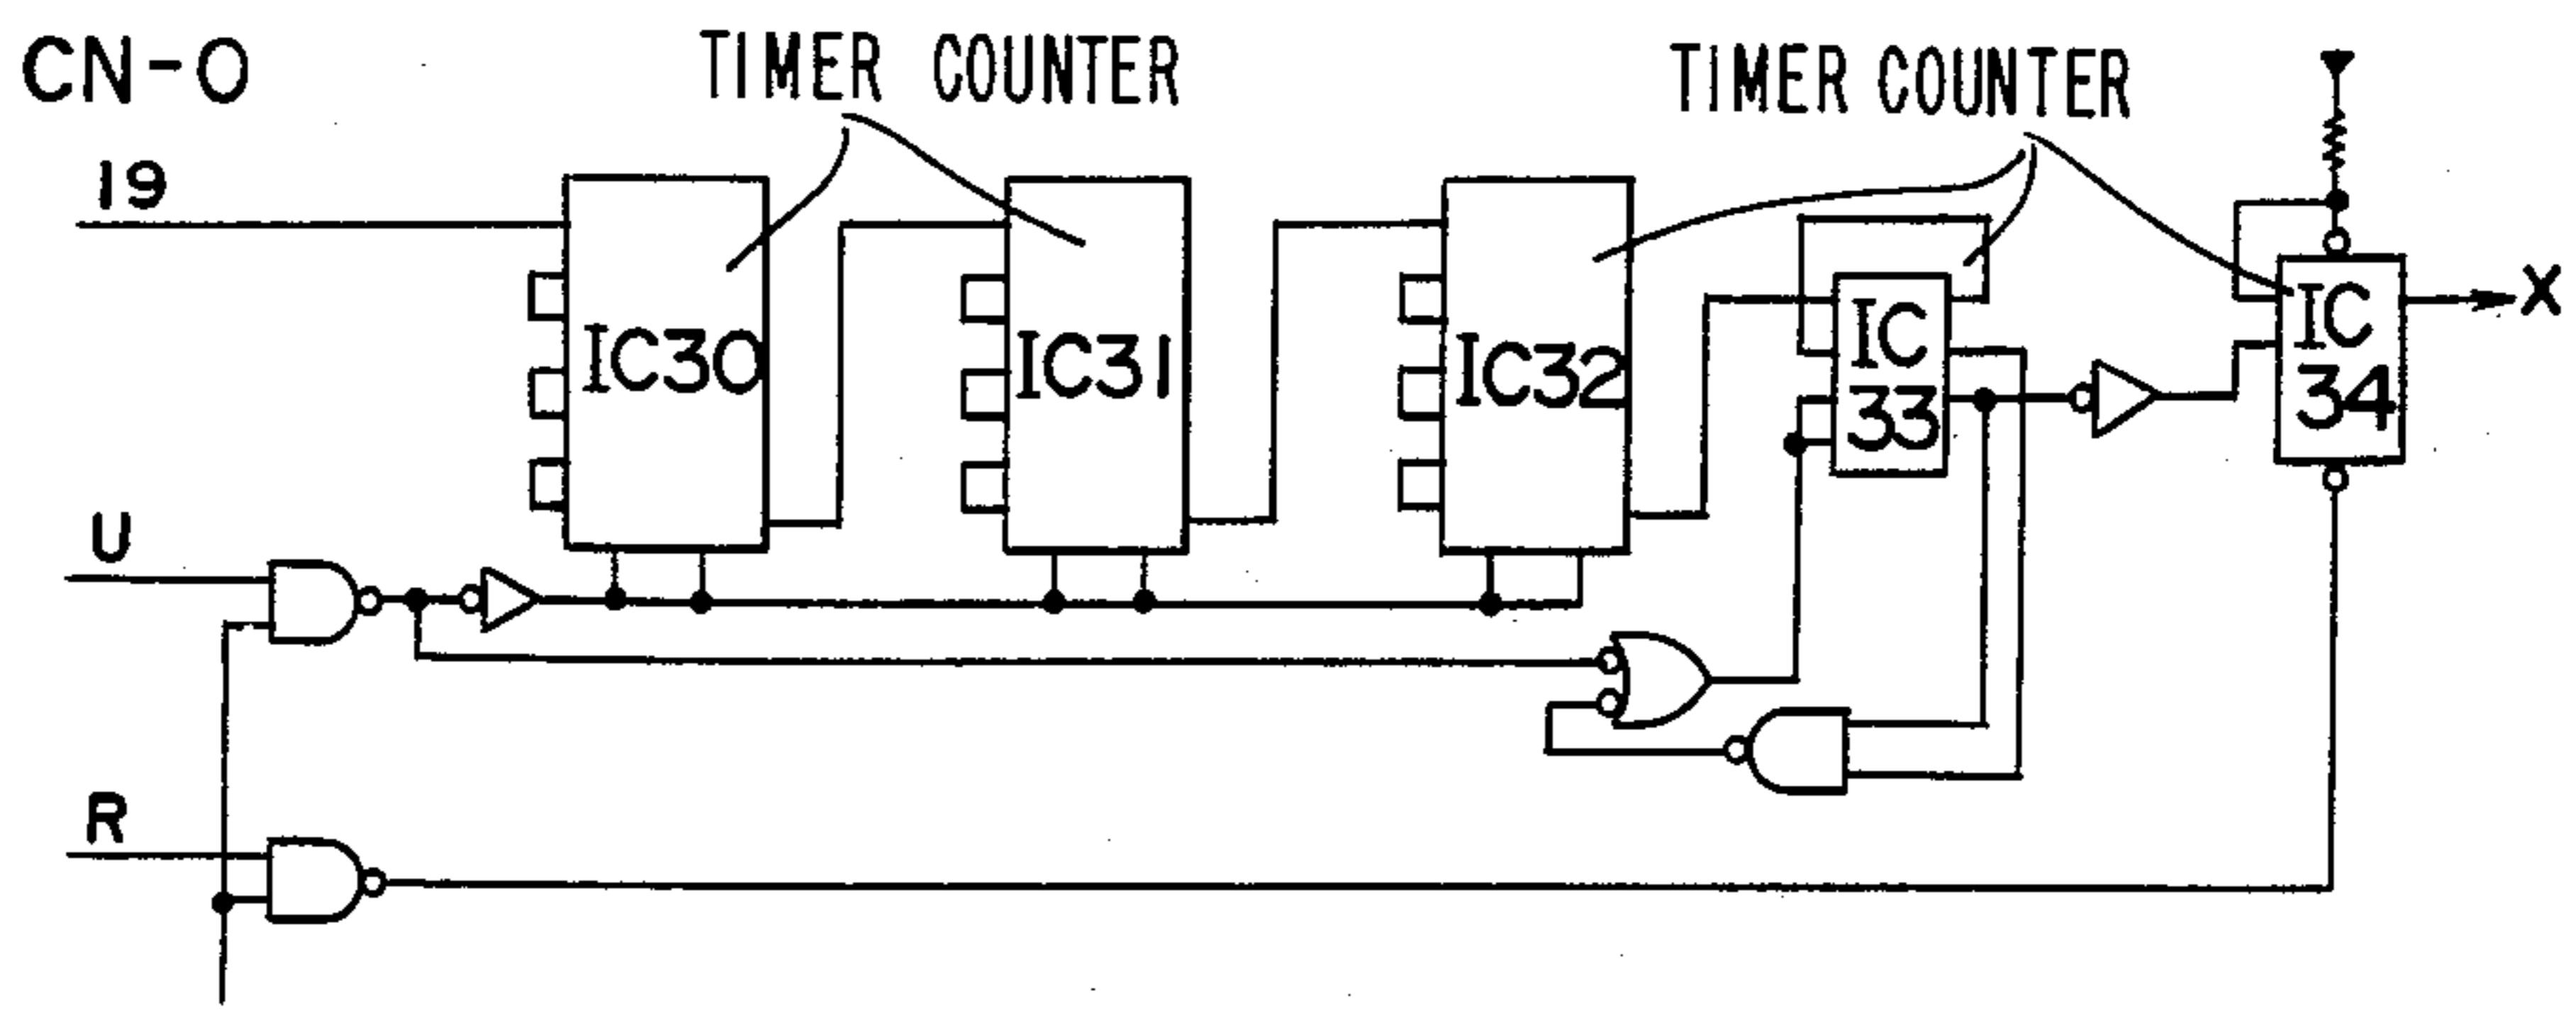 CN-0
TIMER COUNTER
TIMER COUNTER
19
IC30
IC31
IC32
IC
33
IC
34
X
U
R